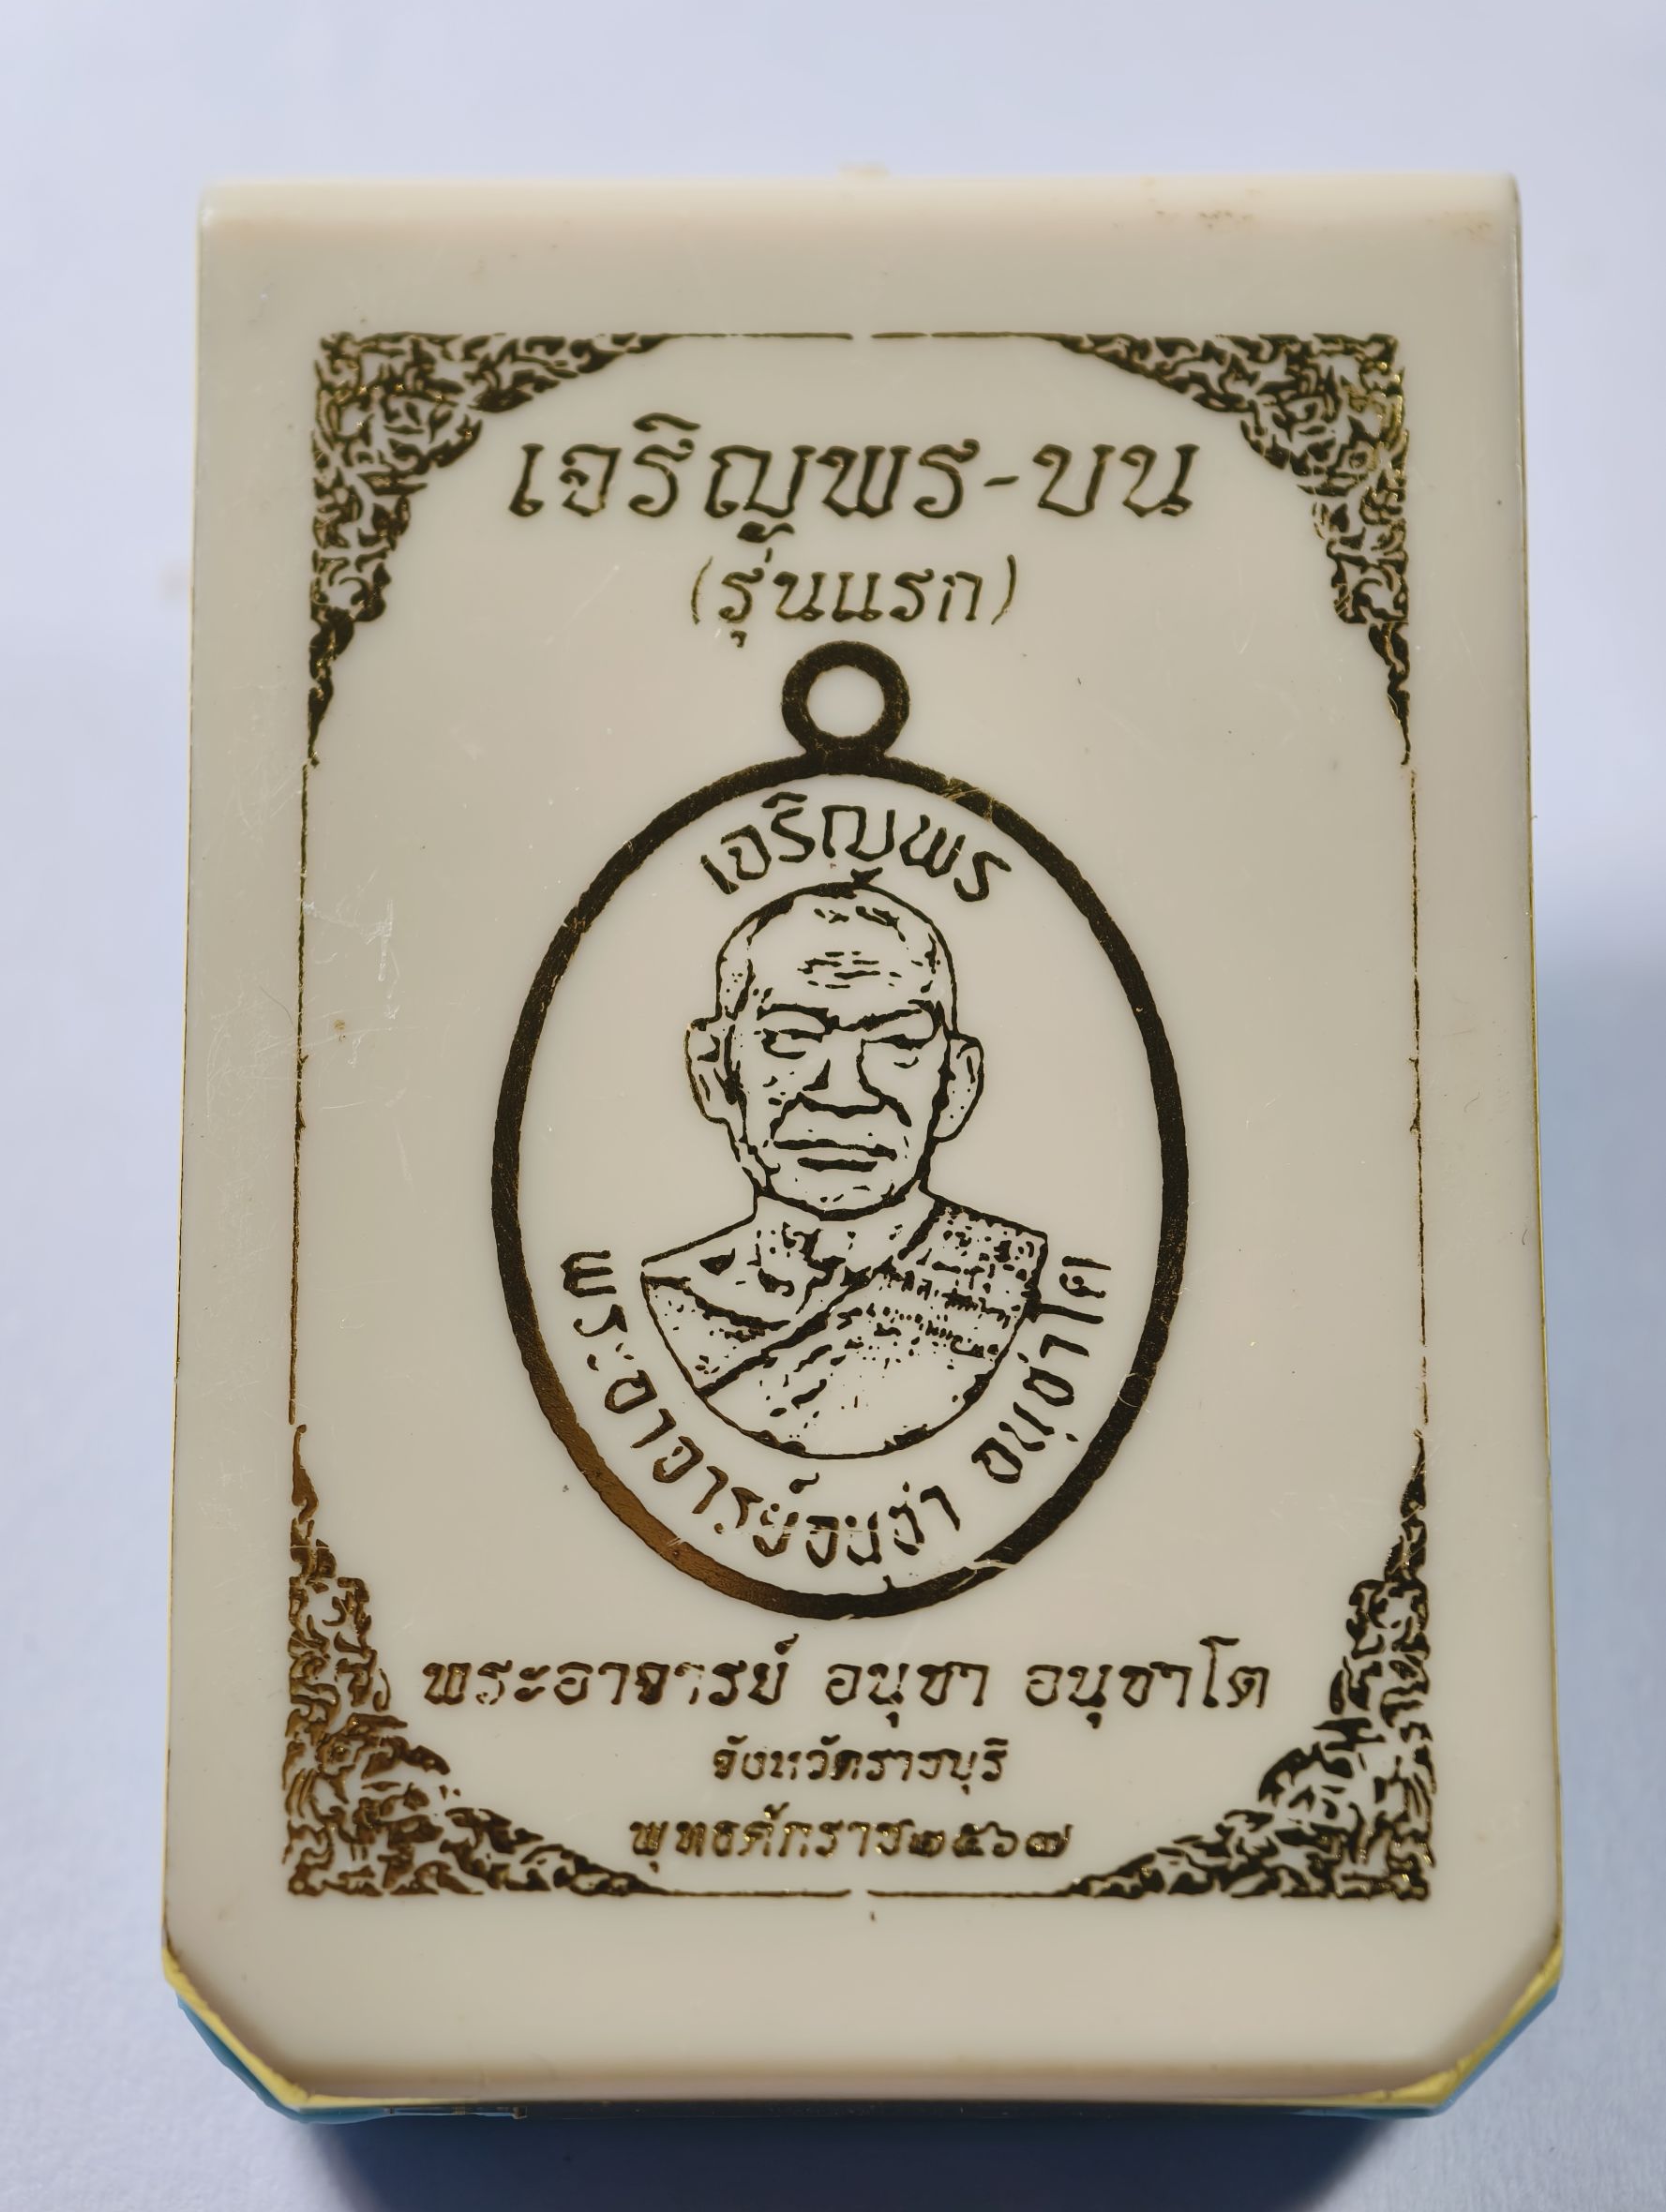 เจริญพร-บน
(รุ่นแรก)
เจริญพร
พระอาจารย์อนุชา อนุชาโต
พระอาจารย์ อนุชา อนุชาโต
จังหวัดราชบุรี
พุทธศักราช๒๕๖๗